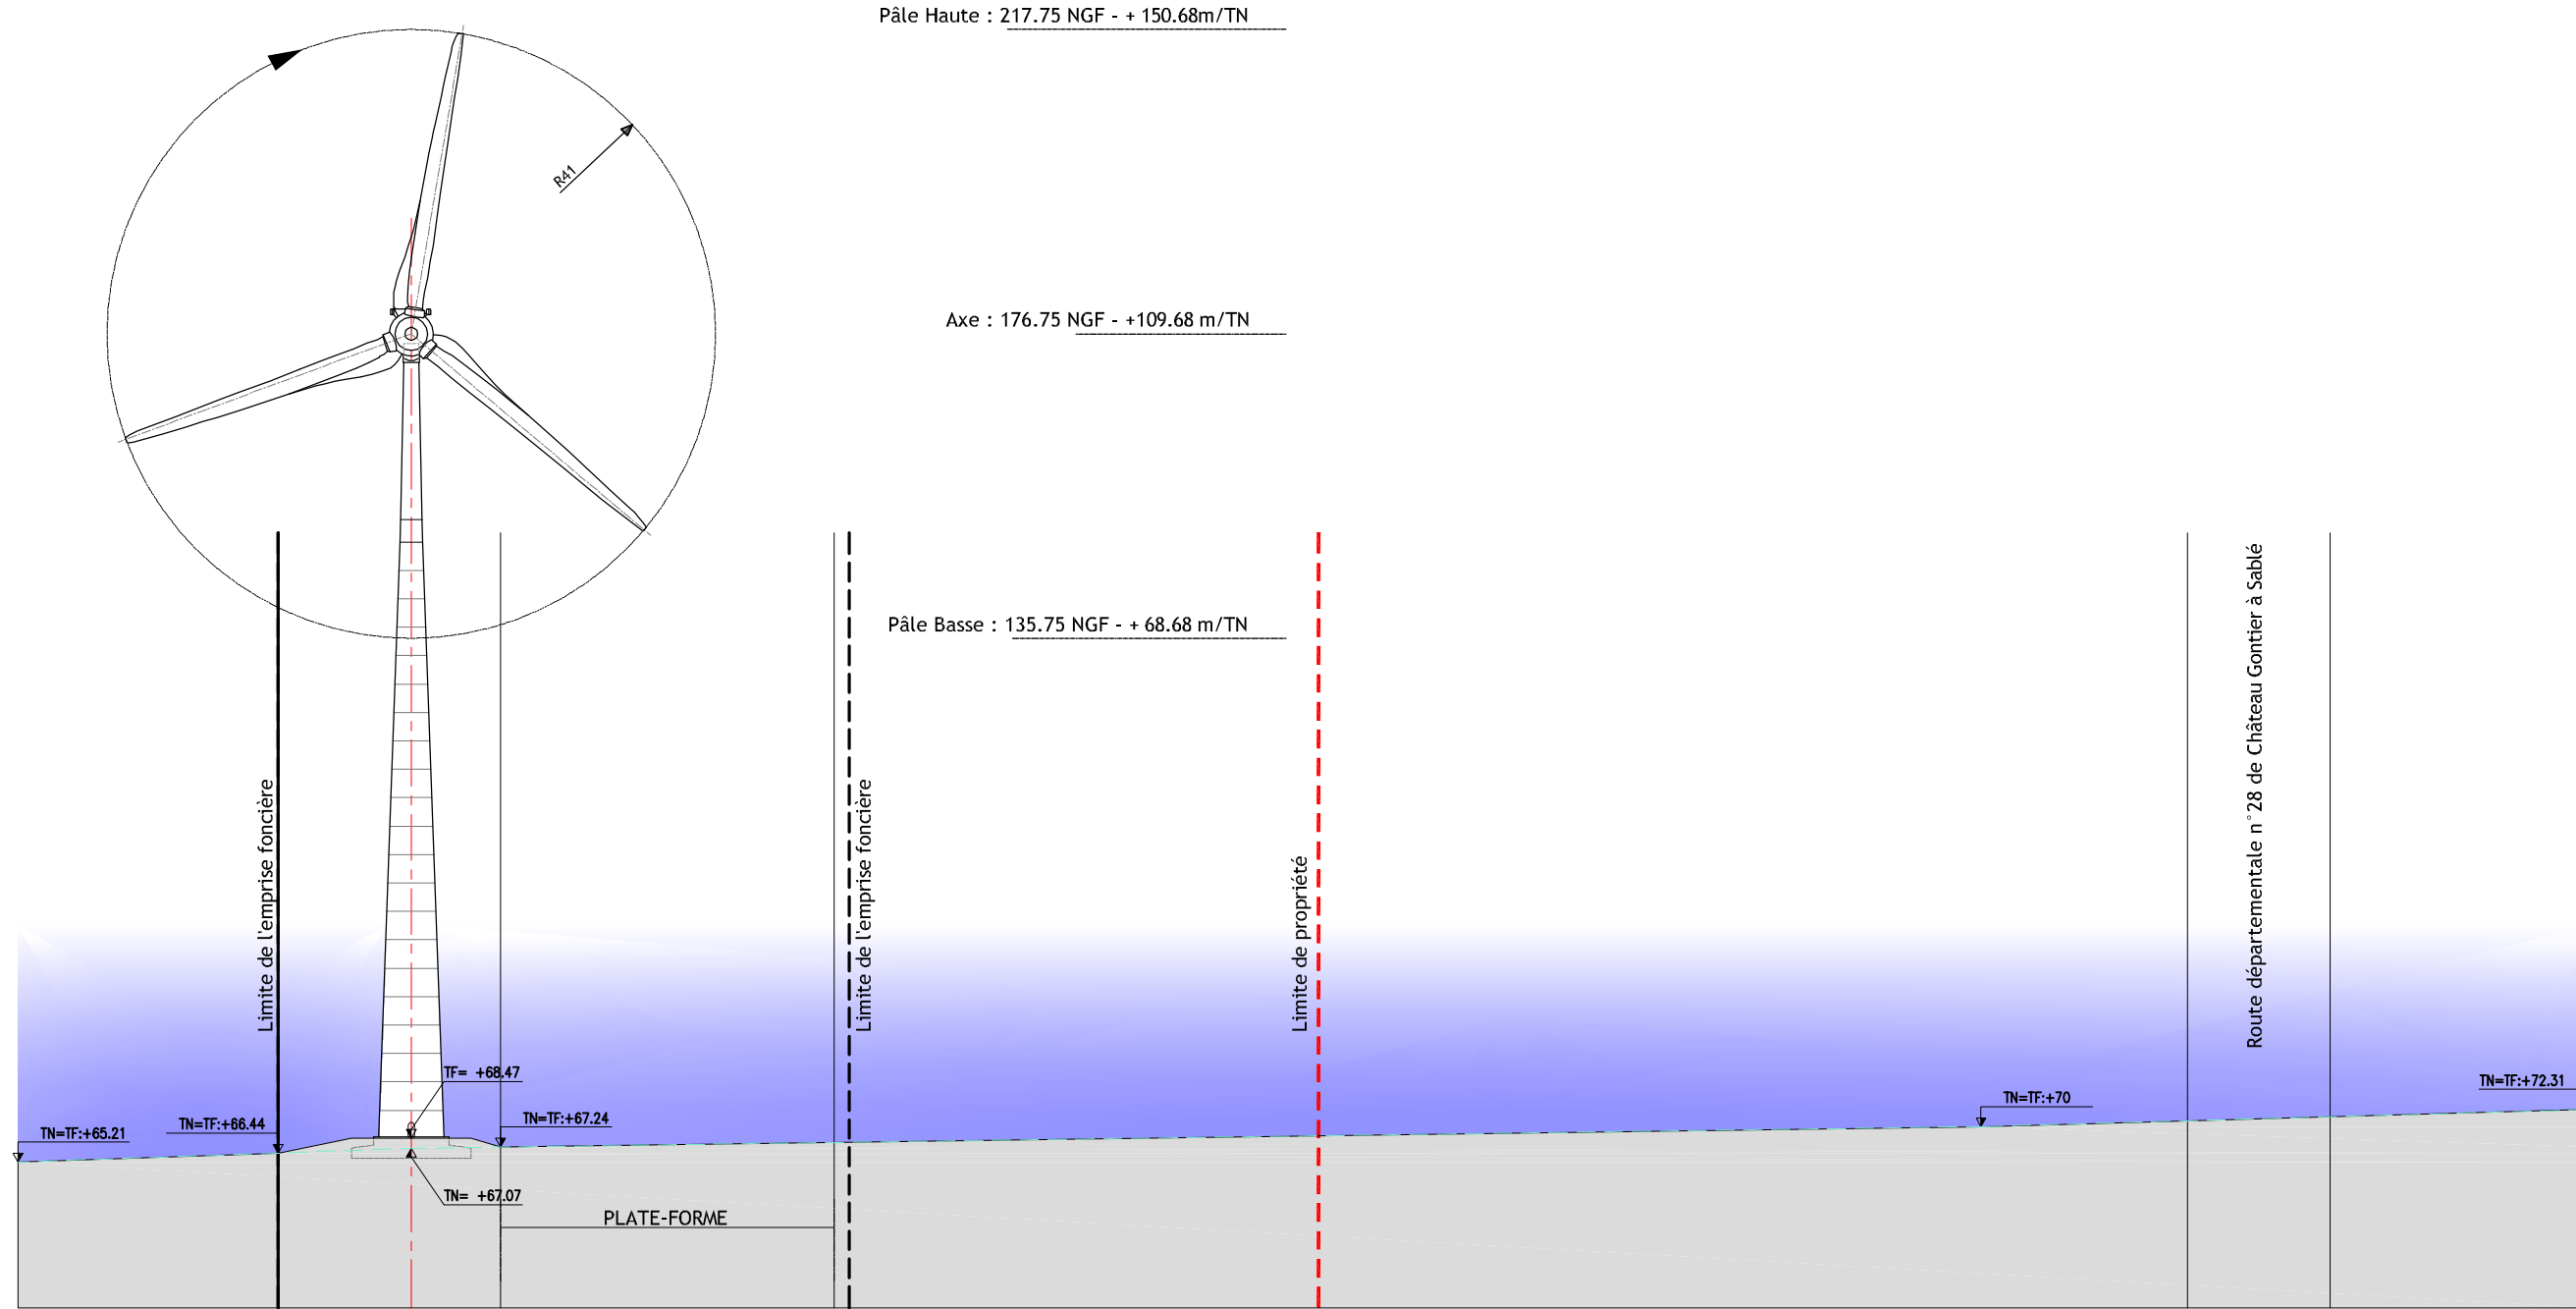 Pâle Haute : 217.75 NGF - + 150.68m/TN
R41
Axe : 176.75 NGF - +109.68 m/TN
Pâle Basse : 135.75 NGF - + 68.68 m/TN
Limite de l'emprise foncière
Limite de l'emprise foncière
Limite de propriété
Route départementale n°28 de Château Gontier à Sablé
TF= +68.47
TN=TF:+72.31
TN=TF:+70
TN=TF:+66.44
TN=TF:+67.24
TN=TF:+65.21
TN= +67.07
PLATE-FORME